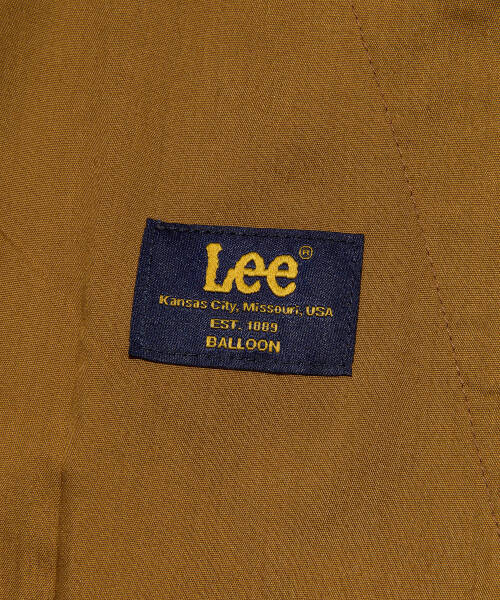 Lee®
Kansas City, Missouri, USA
EST. 1889
BALLOON